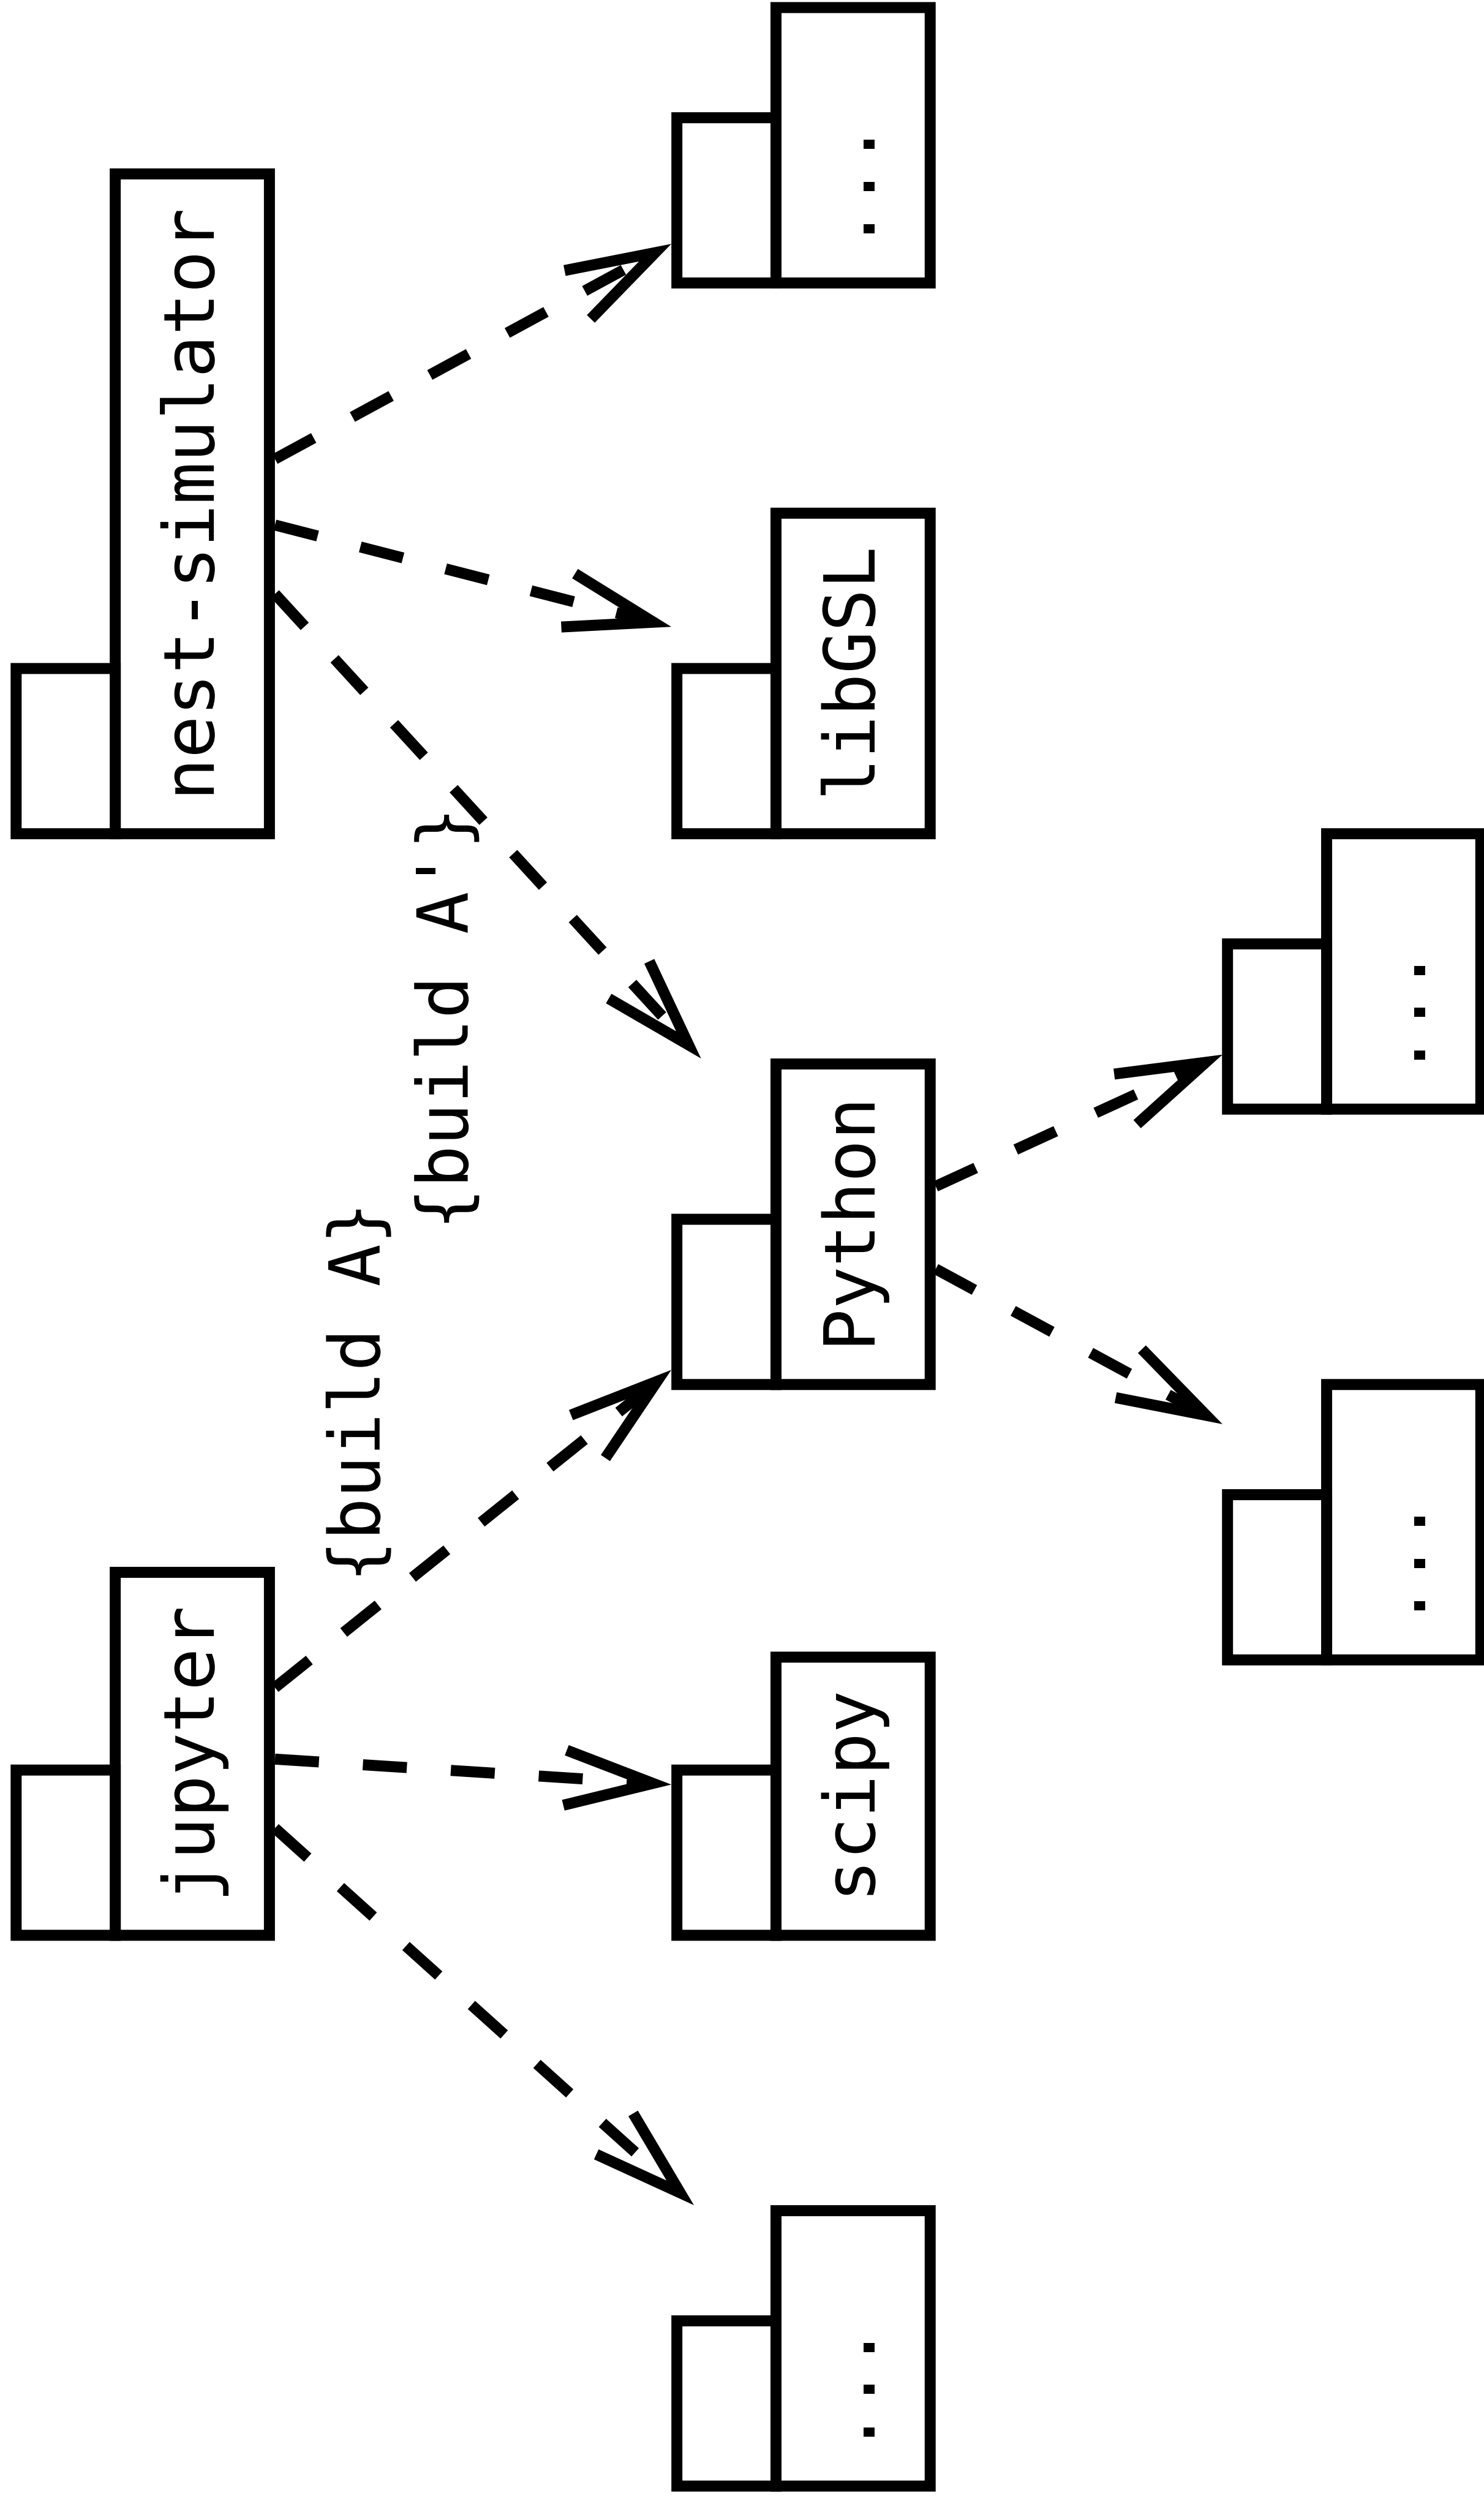 jupyter
nest-simulator
{build A}
{build A'}
...
scipy
Python
libGSL
...
...
...